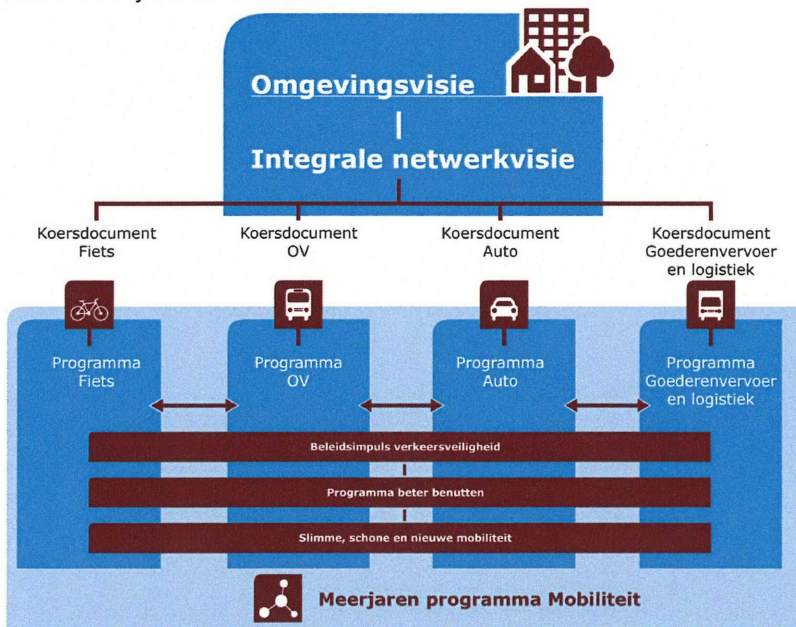 Omgevingsvisie
Integrale netwerkvisie
Koersdocument
Fiets
Koersdocument
OV
Koersdocument
Auto
Koersdocument
Goederenvervoer
en logistiek
Programma
Fiets
Programma
OV
Programma
Auto
Programma
Goederenvervoer
en logistiek
Beleidsimpuls verkeersveiligheid
Programma beter benutten
Slimme, schone en nieuwe mobiliteit
Meerjaren programma Mobiliteit